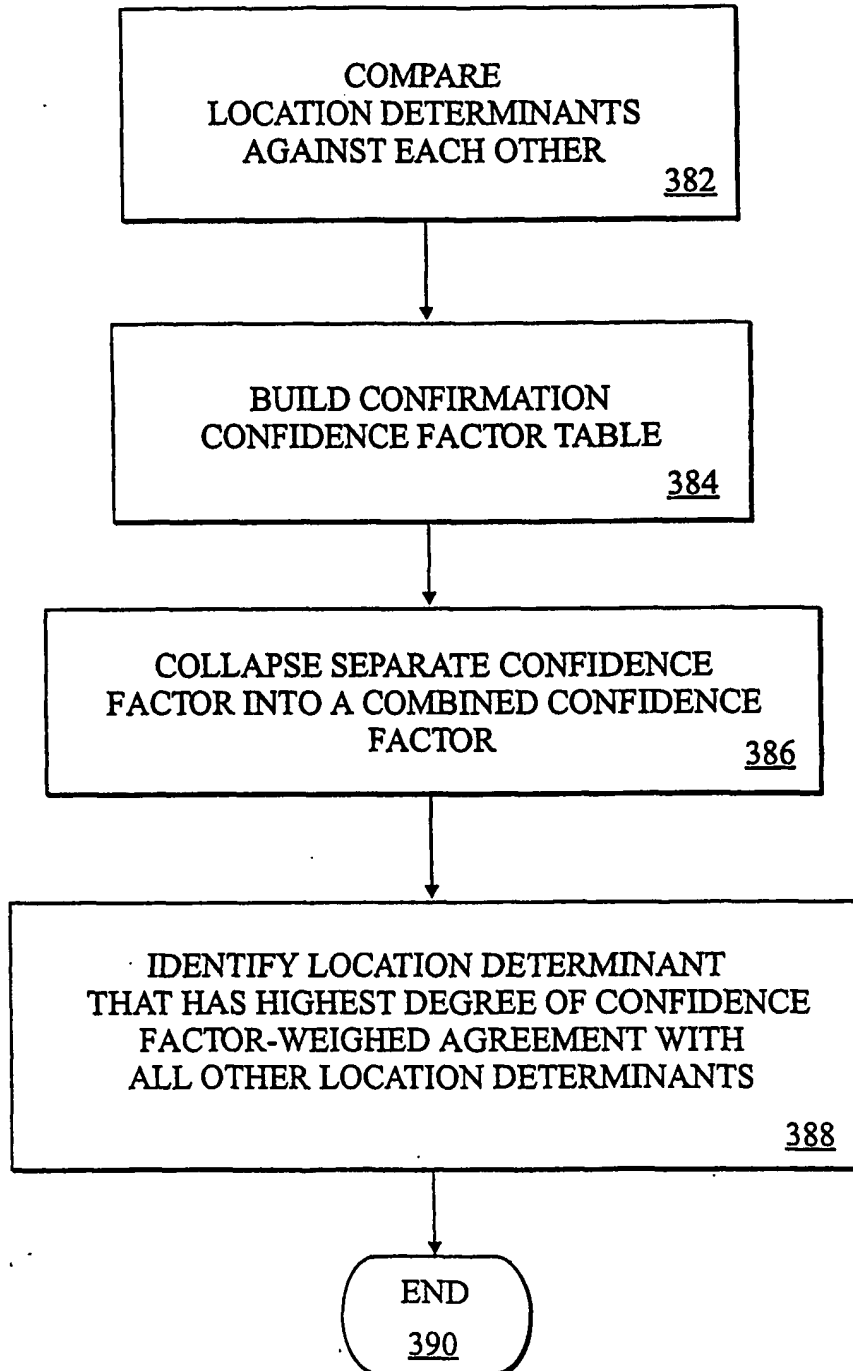 COMPARE
LOCATION DETERMINANTS
AGAINST EACH OTHER
382
BUILD CONFIRMATION
CONFIDENCE FACTOR TABLE
384
COLLAPSE SEPARATE CONFIDENCE
FACTOR INTO A COMBINED CONFIDENCE
FACTOR
386
IDENTIFY LOCATION DETERMINANT
THAT HAS HIGHEST DEGREE OF CONFIDENCE
FACTOR-WEIGHED AGREEMENT WITH
ALL OTHER LOCATION DETERMINANTS
388
END
390